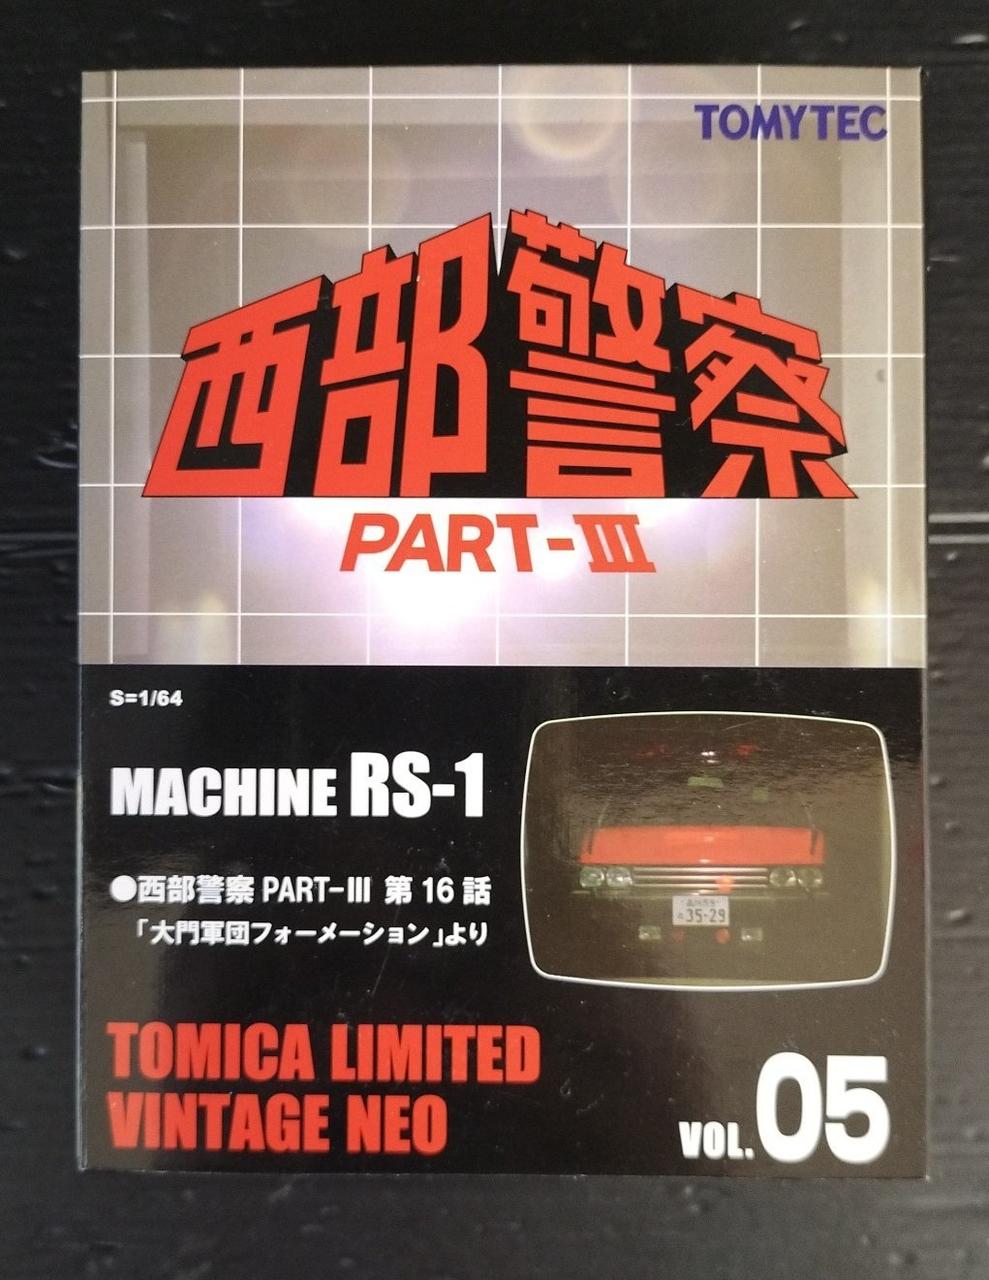 TOMYTEC
西部警察
PART-III
S=1/64
MACHINE RS-1
●西部警察 PART-III 第16話
「大門軍団フォーメーション」より
35-29
TOMICA LIMITED
VINTAGE NEO
VOL.05